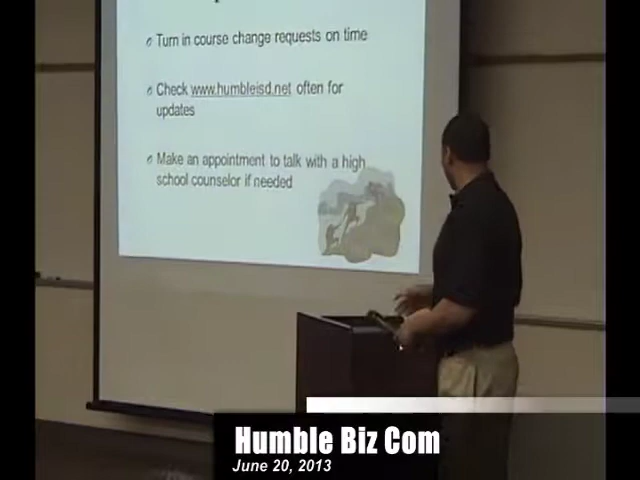 Turn in course change requests on time
Check www.humbleisd.net often for
updates
Make an appointment to talk with a high
school counselor if needed
Humble Biz Com
June 20, 2013